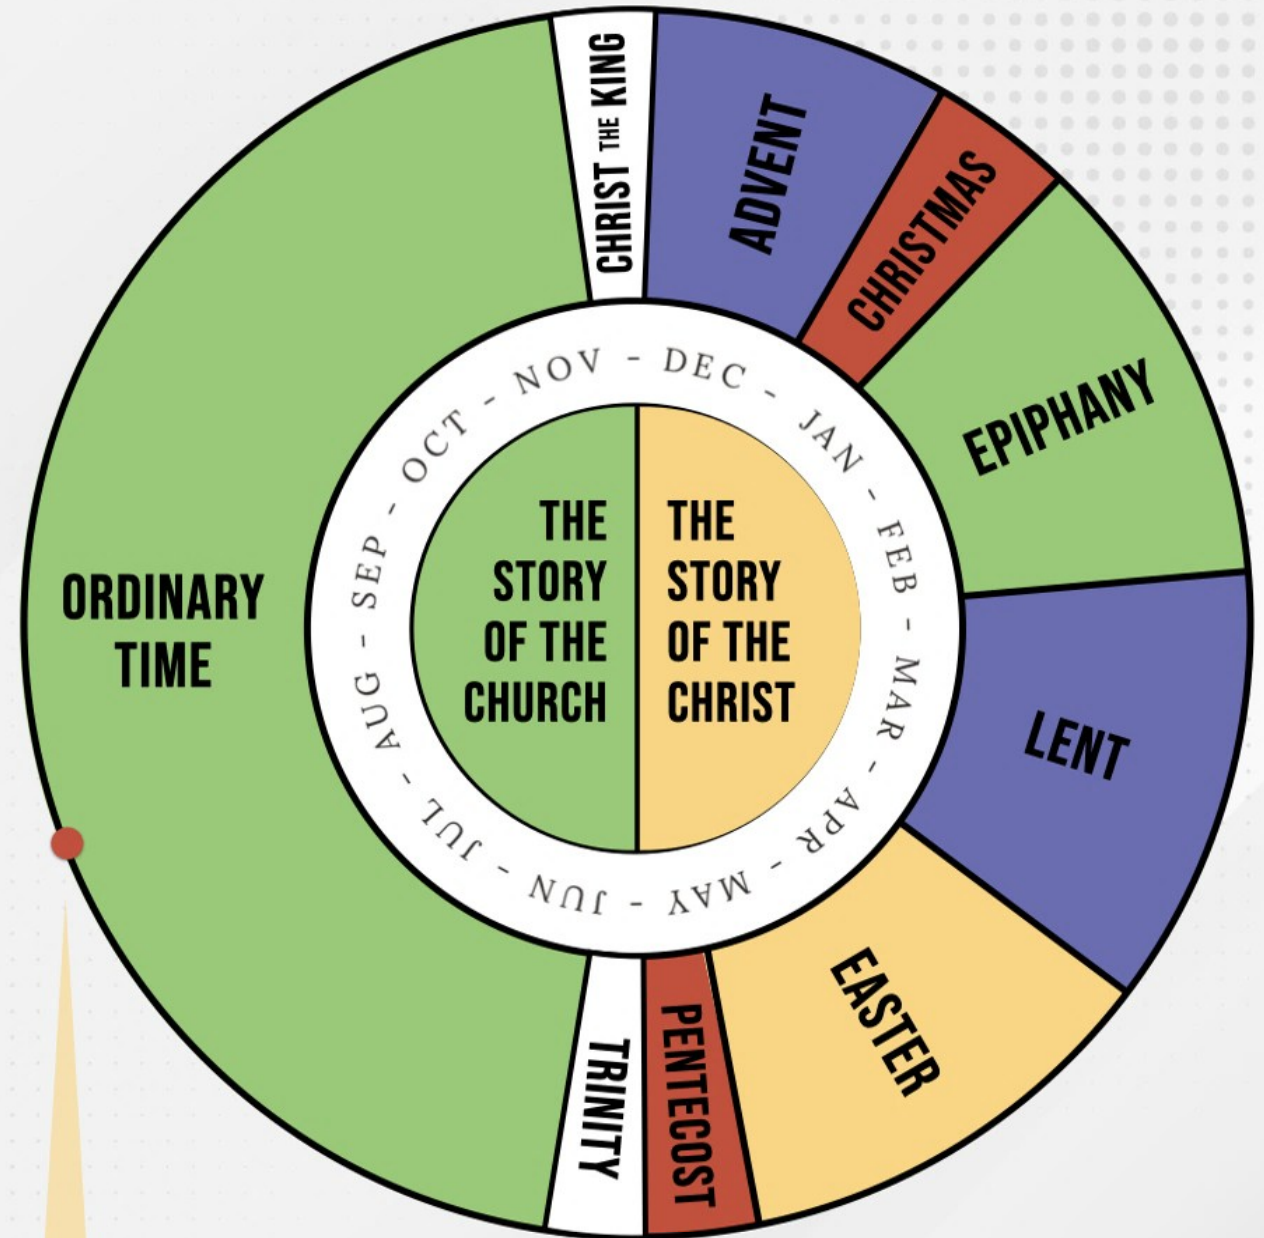 CHRIST THE KING
ADVENT
CHRISTMAS
EPIPHANY
LENT
EASTER
PENTECOST
TRINITY
ORDINARY
TIME
DEC - JAN - FEB - MAR - APR - MAY - JUN - JUL - AUG - SEP - OCT - NOV -
THE
STORY
OF THE
CHURCH
THE
STORY
OF THE
CHRIST